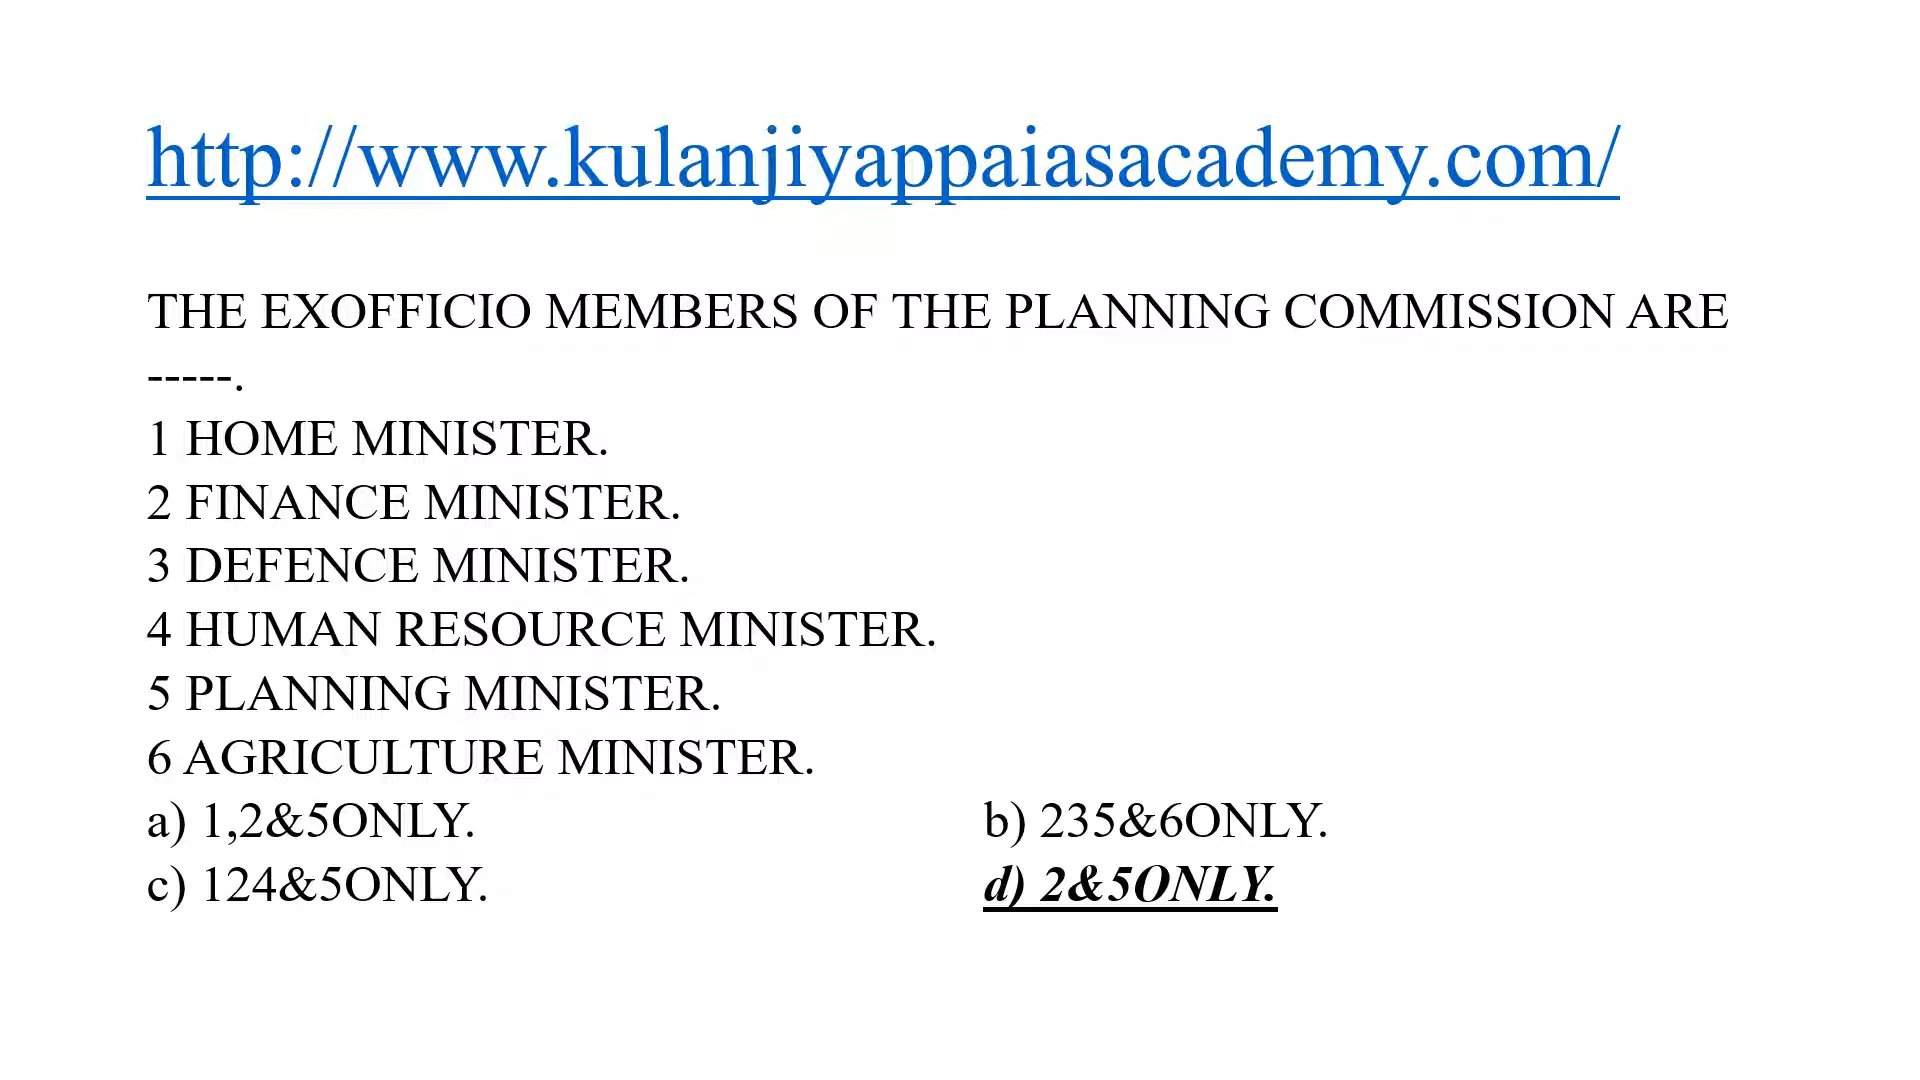 http://www.kulanjiyappaiasacademy.com/
THE EXOFFICIO MEMBERS OF THE PLANNING COMMISSION ARE
-----.
1 HOME MINISTER.
2 FINANCE MINISTER.
3 DEFENCE MINISTER.
4 HUMAN RESOURCE MINISTER.
5 PLANNING MINISTER.
6 AGRICULTURE MINISTER.
a) 1,2&5ONLY. b) 235&6ONLY.
c) 124&5ONLY. d) 2&5ONLY.